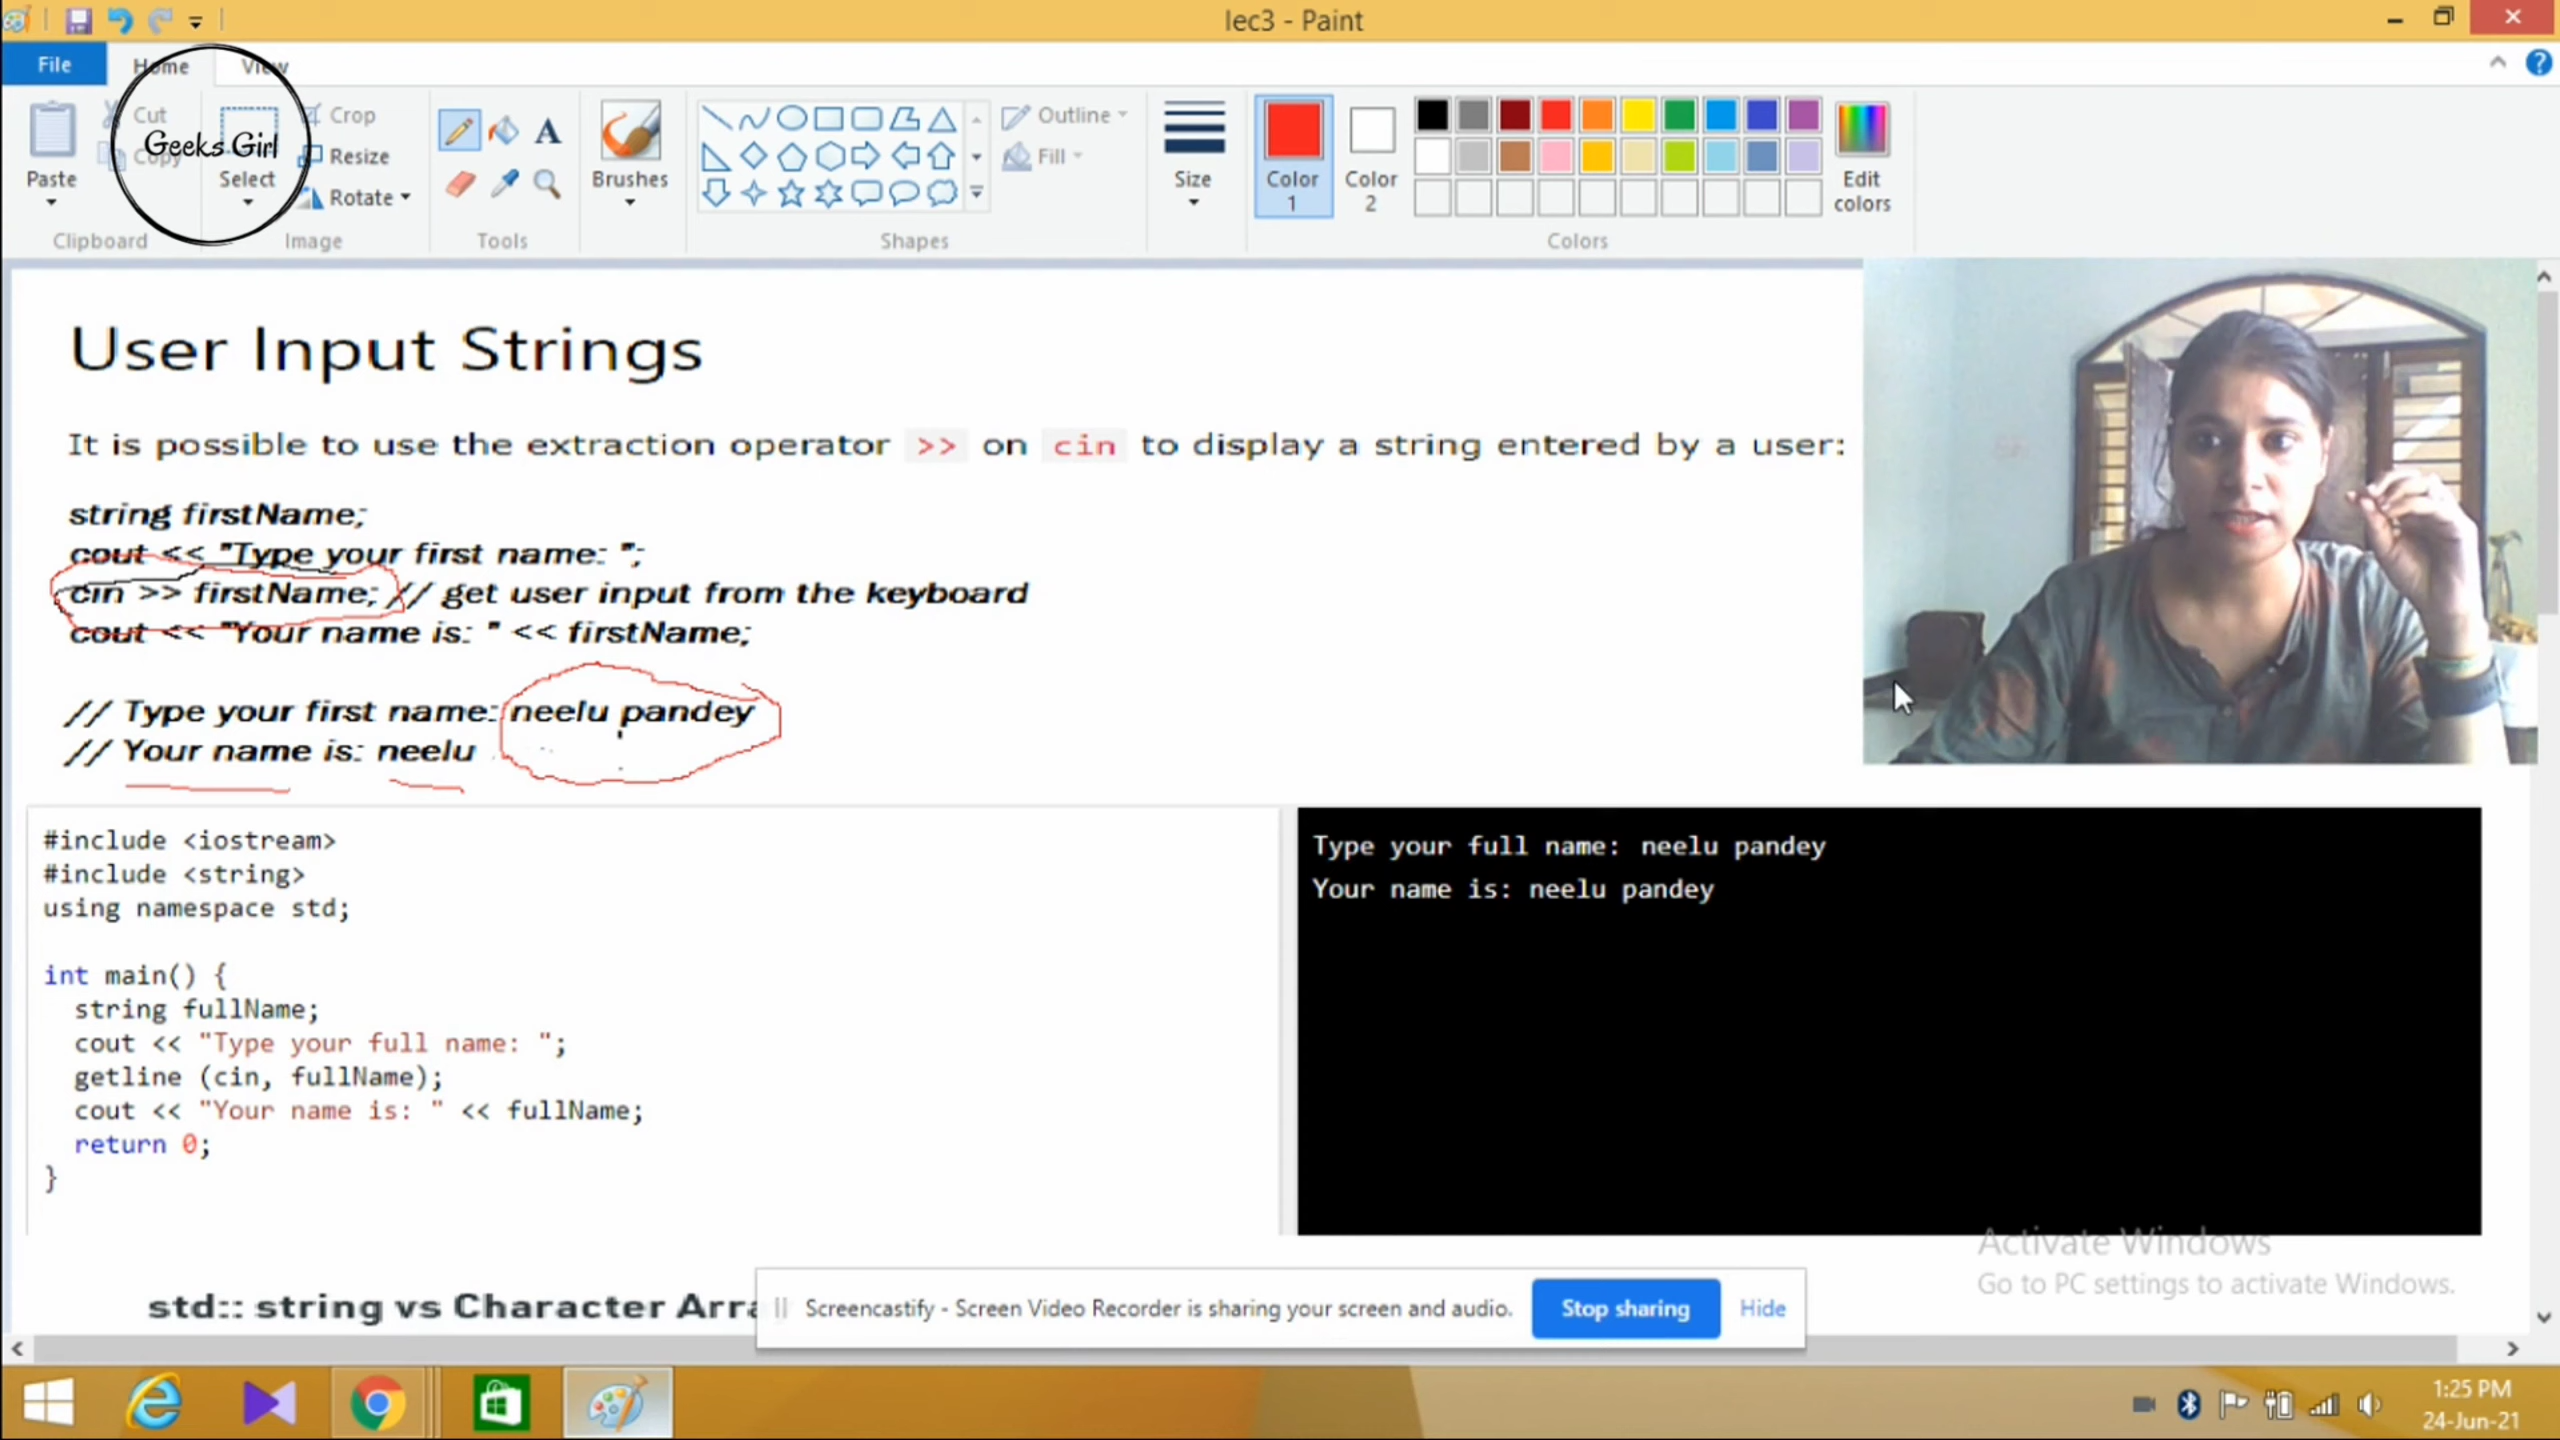 lec3 - Paint
File
Home
View
Geeks Girl
Paste
Cut
Copy
Select
Crop
Resize
Rotate
Brushes
Outline
Fill
Size
Color
1
Color
2
Edit
colors
Clipboard
Image
Tools
Shapes
Colors
User Input Strings
It is possible to use the extraction operator >> on cin to display a string entered by a user:
string firstName;
cout << "Type your first name: ";
cin >> firstName; // get user input from the keyboard
cout << "Your name is: " << firstName;
// Type your first name: neelu pandey
// Your name is: neelu
#include <iostream>
#include <string>
using namespace std;
int main() {
string fullName;
cout << "Type your full name: ";
getline (cin, fullName);
cout << "Your name is: " << fullName;
return 0;
}
Type your full name: neelu pandey
Your name is: neelu pandey
Activate Windows
Go to PC settings to activate Windows.
std:: string vs Character Arra
Screencastify - Screen Video Recorder is sharing your screen and audio.
Stop sharing
Hide
1:25 PM
24-Jun-21